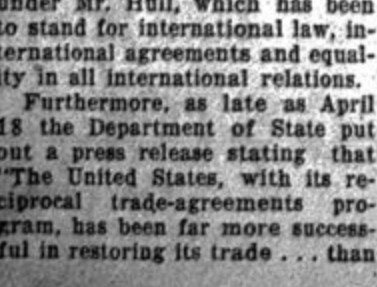 under Mr. Hull, which has been
to stand for international law, in-
ternational agreements and equal-
ity in all international relations.
Furthermore, as late as April
18 the Department of State put
out a press release stating that
"The United States, with its re-
ciprocal trade-agreements pro-
gram, has been far more success-
ful in restoring its trade . . . than